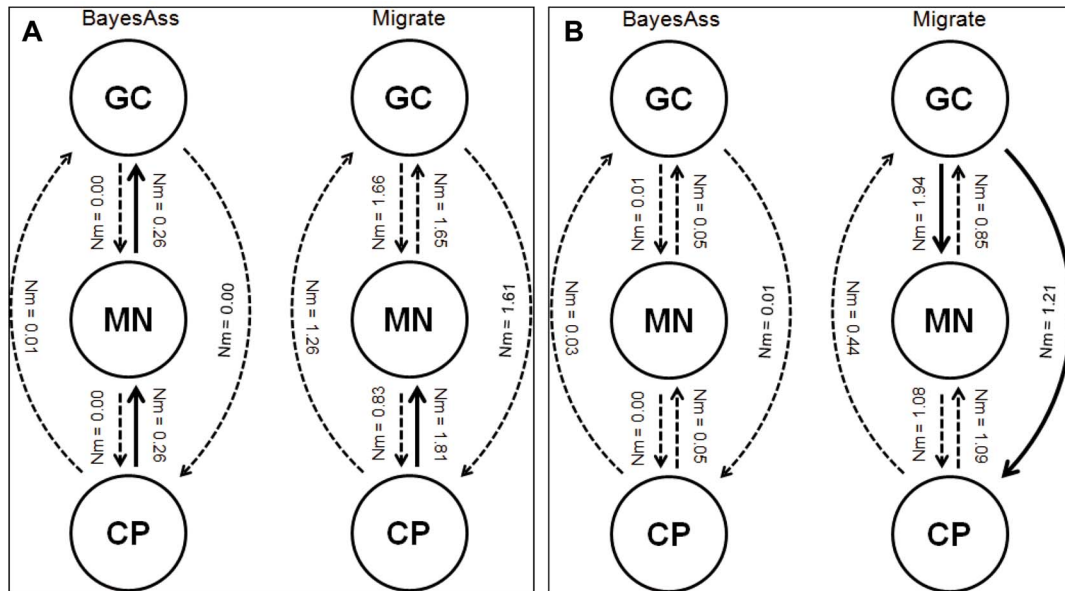 A
BayesAss
Migrate
GC
GC
Nm = 0.00
Nm = 0.26
Nm = 1.66
Nm = 1.65
Nm = 0.01
MN
Nm = 0.00
Nm = 1.26
MN
Nm = 1.61
Nm = 0.00
Nm = 0.26
Nm = 0.83
Nm = 1.81
CP
CP
B
BayesAss
Migrate
GC
GC
Nm = 0.01
Nm = 0.05
Nm = 1.94
Nm = 0.85
Nm = 0.03
MN
Nm = 0.01
Nm = 0.44
MN
Nm = 1.21
Nm = 0.00
Nm = 0.05
Nm = 1.08
Nm = 1.09
CP
CP